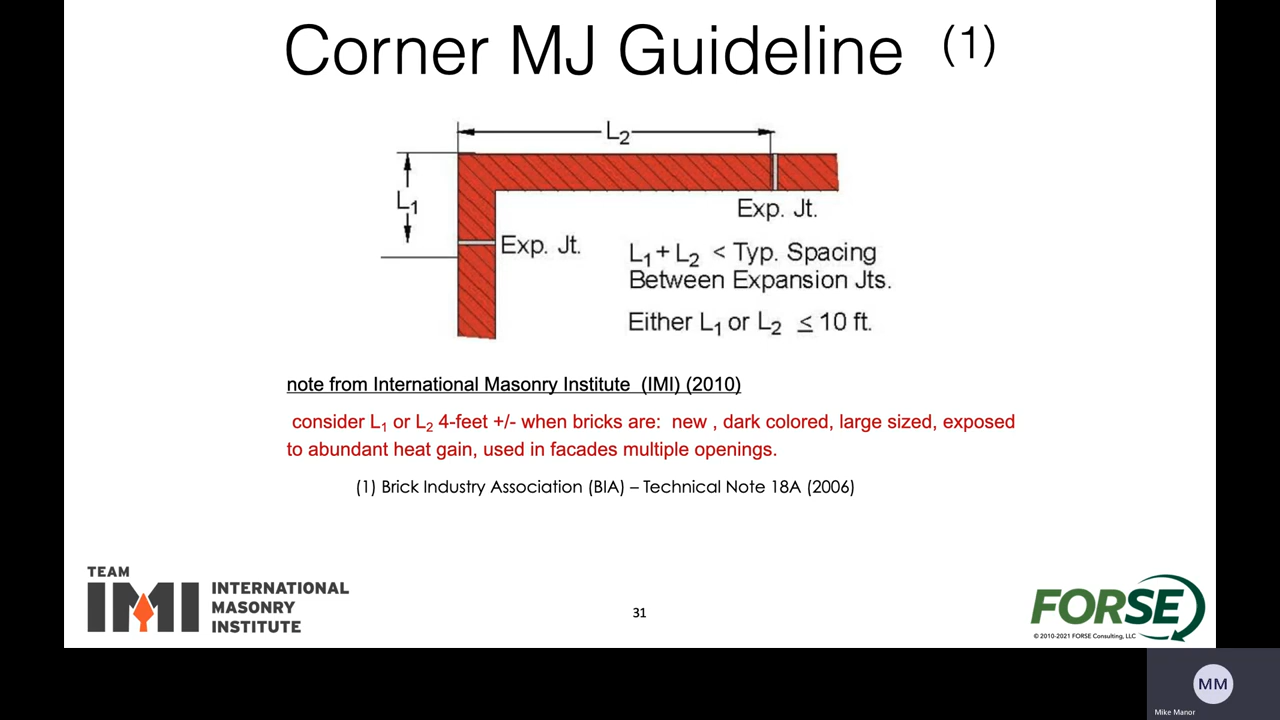 Corner MJ Guideline (1)
L2
L1
Exp. Jt.
Exp. Jt.
L1 + L2 < Typ. Spacing
Between Expansion Jts.
Either L1 or L2 ≤ 10 ft.
note from International Masonry Institute (IMI) (2010)
consider L1 or L2 4-feet +/- when bricks are: new , dark colored, large sized, exposed
to abundant heat gain, used in facades multiple openings.
(1) Brick Industry Association (BIA) – Technical Note 18A (2006)
TEAM
IMI
INTERNATIONAL
MASONRY
INSTITUTE
31
FORSE
© 2010-2021 FORSE Consulting, LLC
MM
Mike Manor